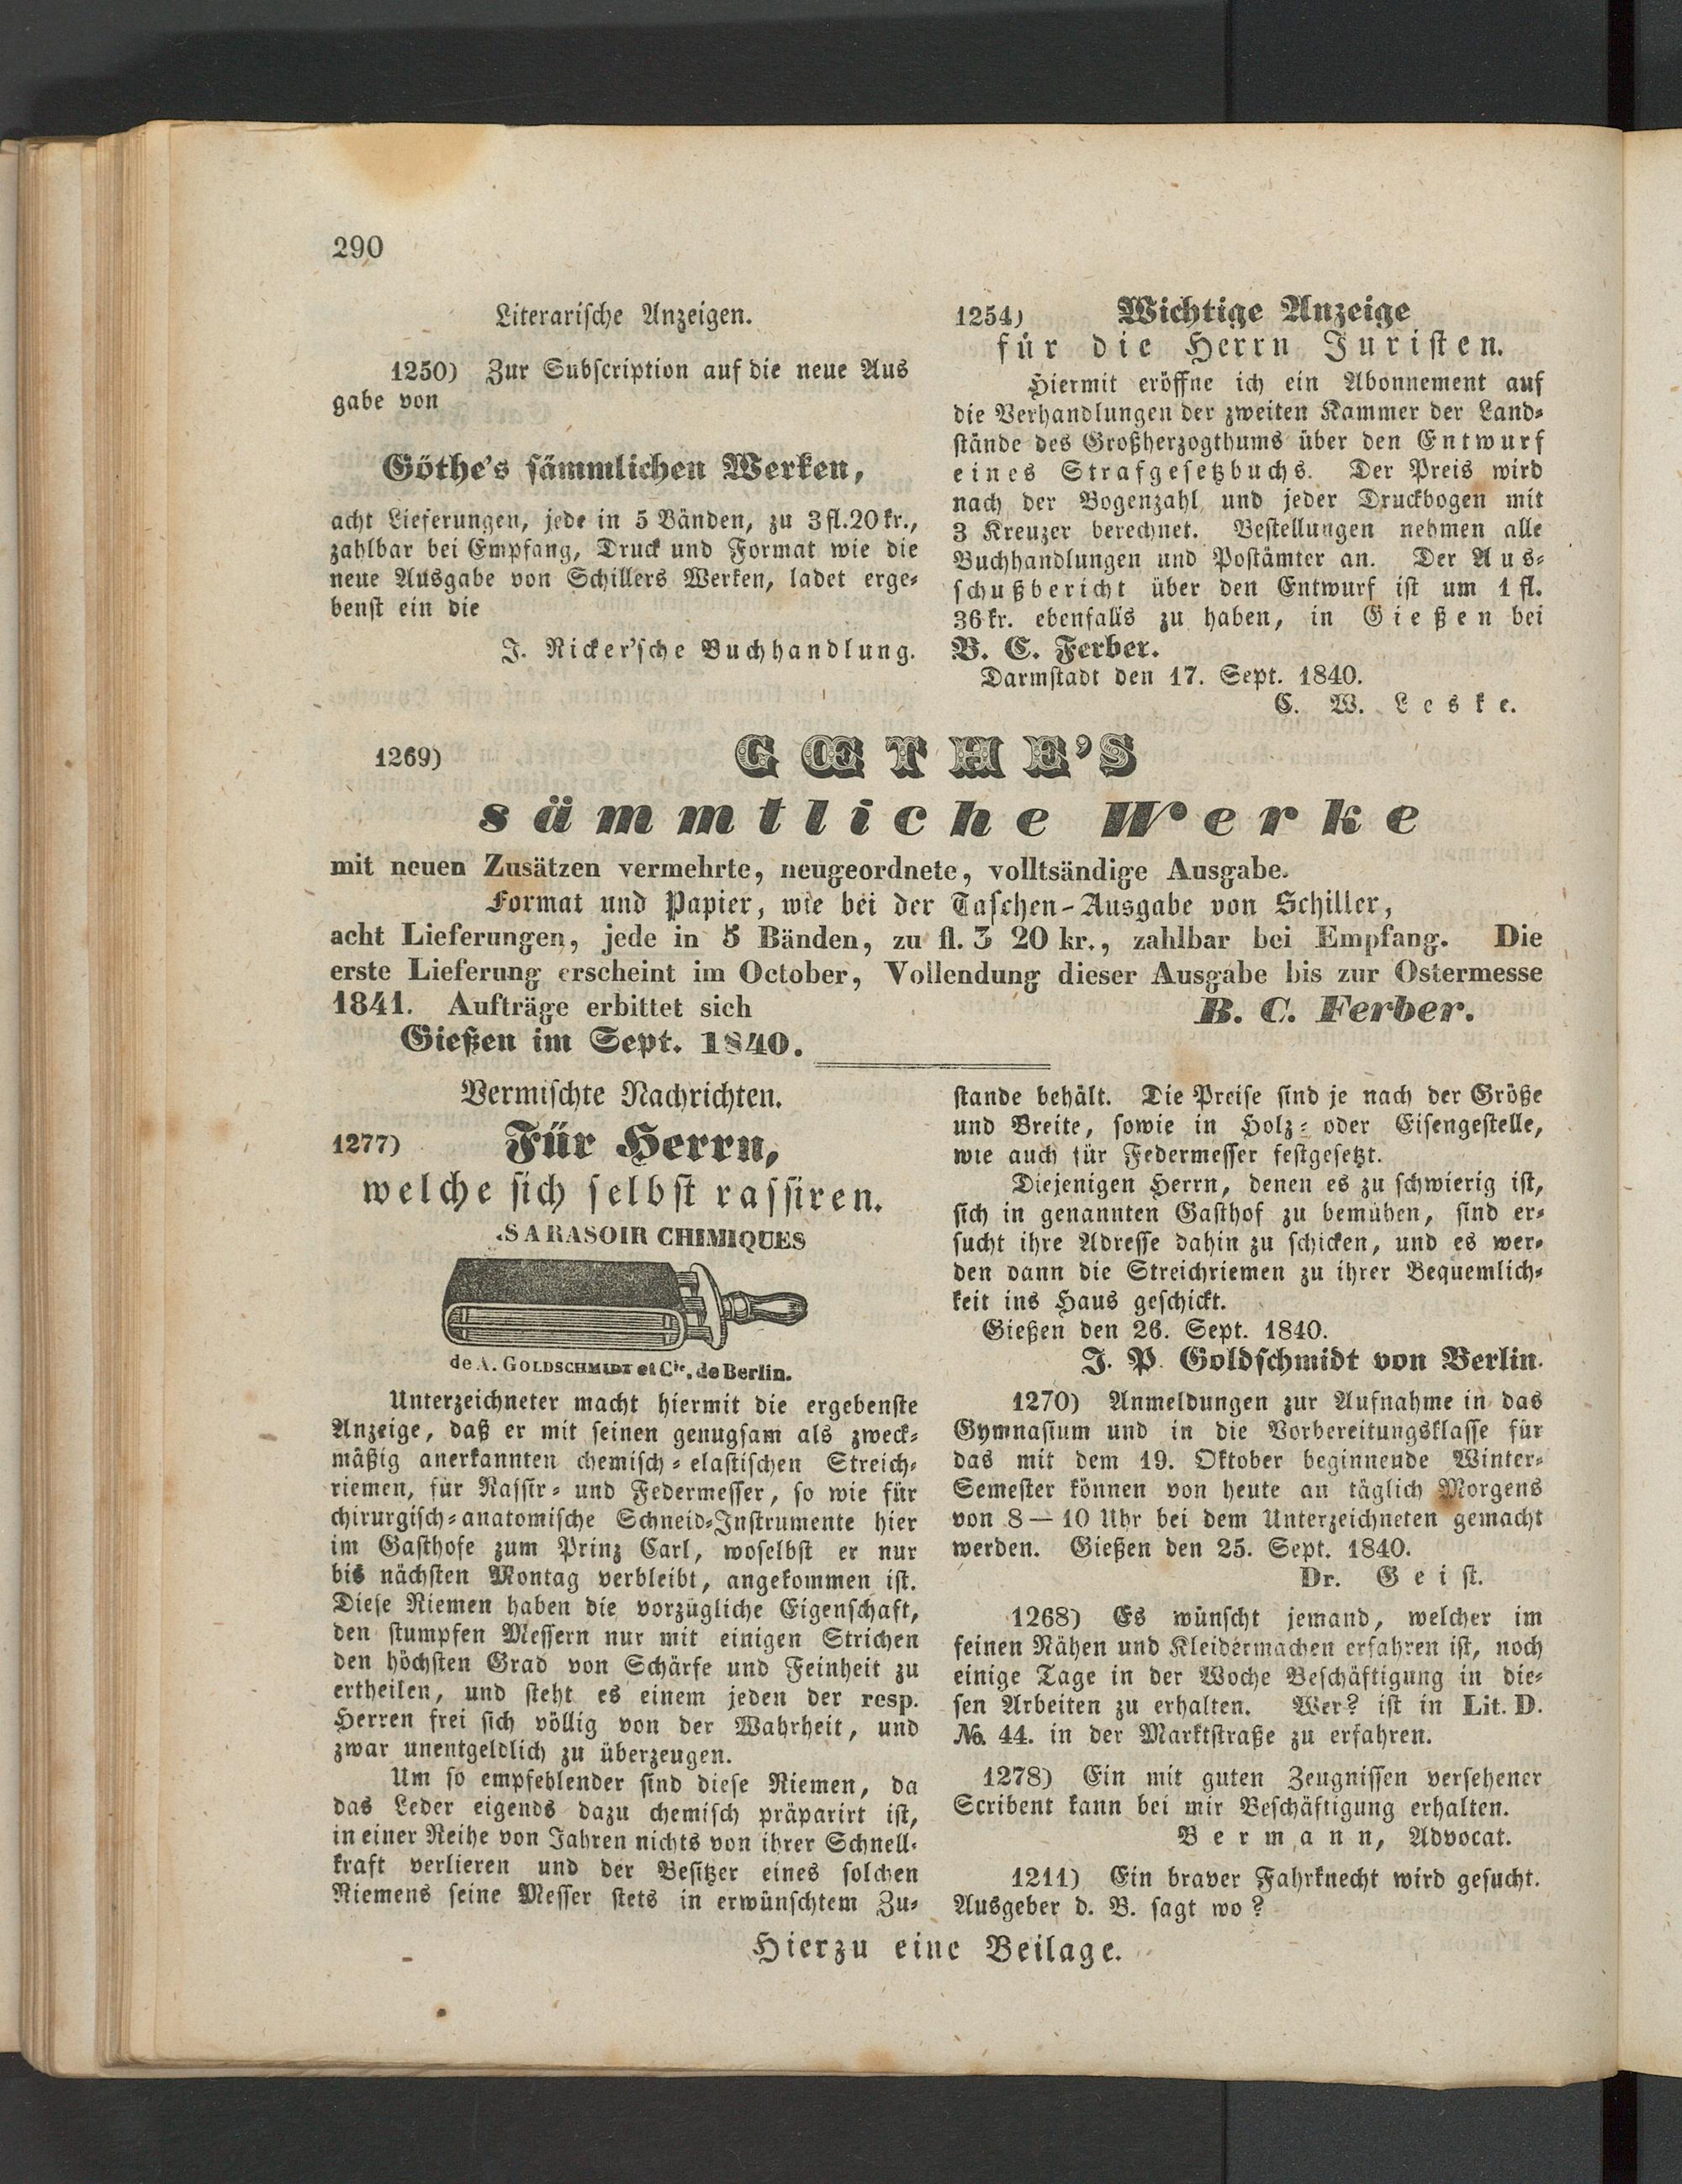 290
Literarische Anzeigen.
1250) Zur Subscription auf die neue Aus
gabe von
Göthe's sämmlichen Werken,
acht Lieferungen, jede in 5 Bänden, zu 3 fl. 20 kr.,
zahlbar bei Empfang, Druck und Format wie die
neue Ausgabe von Schillers Werken, ladet erge-
benst ein die
J. Ricker'sche Buchhandlung.
1254) Wichtige Anzeige
für die Herrn Juristen.
Hiermit eröffne ich ein Abonnement auf
die Verhandlungen der zweiten Kammer der Land-
stände des Großherzogthums über den Entwurf
eines Strafgesetzbuchs. Der Preis wird
nach der Bogenzahl und jeder Druckbogen mit
3 Kreuzer berechnet. Bestellungen nehmen alle
Buchhandlungen und Postämter an. Der Aus-
schußbericht über den Entwurf ist um 1 fl.
36 kr. ebenfalls zu haben, in Gießen bei
B. C. Ferber.
Darmstadt den 17. Sept. 1840.
C. W. Leske.
1269) GŒTHE'S
sämmtliche Werke
mit neuen Zusätzen vermehrte, neugeordnete, volltsändige Ausgabe.
Format und Papier, wie bei der Taschen-Ausgabe von Schiller,
acht Lieferungen, jede in 5 Bänden, zu fl. 3 20 kr., zahlbar bei Empfang. Die
erste Lieferung erscheint im October, Vollendung dieser Ausgabe bis zur Ostermesse
1841. Aufträge erbittet sich B. C. Ferber.
Gießen im Sept. 1840.
Vermischte Nachrichten.
1277) Für Herrn,
welche sich selbst rassiren.
SARASOIR CHIMIQUES
de A. GOLDSCHMIDT et Cie. de Berlin.
Unterzeichneter macht hiermit die ergebenste
Anzeige, daß er mit seinen genugsam als zweck-
mäßig anerkannten chemisch-elastischen Streich-
riemen, für Rassir- und Federmesser, so wie für
chirurgisch-anatomische Schneid-Instrumente hier
im Gasthofe zum Prinz Carl, woselbst er nur
bis nächsten Montag verbleibt, angekommen ist.
Diese Riemen haben die vorzügliche Eigenschaft,
den stumpfen Messern nur mit einigen Strichen
den höchsten Grad von Schärfe und Feinheit zu
ertheilen, und steht es einem jeden der resp.
Herren frei sich völlig von der Wahrheit, und
zwar unentgeldlich zu überzeugen.
Um so empfehlender sind diese Riemen, da
das Leder eigends dazu chemisch präparirt ist,
in einer Reihe von Jahren nichts von ihrer Schnell-
kraft verlieren und der Besitzer eines solchen
Riemens seine Messer stets in erwünschtem Zu-
stande behält. Die Preise sind je nach der Größe
und Breite, sowie in Holz- oder Eisengestelle,
wie auch für Federmesser festgesetzt.
Diejenigen Herrn, denen es zu schwierig ist,
sich in genannten Gasthof zu bemühen, sind er-
sucht ihre Adresse dahin zu schicken, und es wer-
den dann die Streichriemen zu ihrer Bequemlich-
keit ins Haus geschickt.
Gießen den 26. Sept. 1840.
J. P. Goldschmidt von Berlin.
1270) Anmeldungen zur Aufnahme in das
Gymnasium und in die Vorbereitungsklasse für
das mit dem 19. Oktober beginnende Winter-
Semester können von heute an täglich Morgens
von 8—10 Uhr bei dem Unterzeichneten gemacht
werden. Gießen den 25. Sept. 1840.
Dr. Geist.
1268) Es wünscht jemand, welcher im
feinen Nähen und Kleidermachen erfahren ist, noch
einige Tage in der Woche Beschäftigung in die-
sen Arbeiten zu erhalten. Wer? ist in Lit. D.
No. 44. in der Marktstraße zu erfahren.
1278) Ein mit guten Zeugnissen versehener
Scribent kann bei mir Beschäftigung erhalten.
Bermann, Advocat.
1211) Ein braver Fahrknecht wird gesucht.
Ausgeber d. B. sagt wo?
Hierzu eine Beilage.